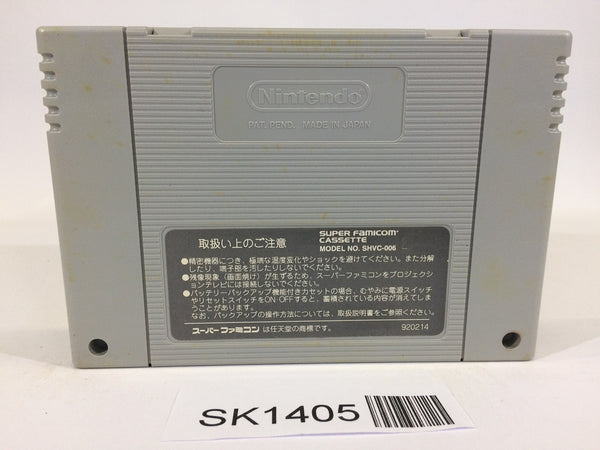 Nintendo
PAT. PEND. MADE IN JAPAN
取扱い上のご注意
SUPER FAMICOM
CASSETTE
MODEL NO. SHVC-006
●精密機器につき、極端な温度変化やショックを避けてください。また分解
したり、端子部を汚したりしないでください。
●残像現象(画面焼け)が生ずるため、スーパーファミコンをプロジェクシ
ョンテレビには接続しないでください。
●バッテリーバックアップ機能付きカセットの場合、むやみに電源スイッチ
やリセットスイッチをON・OFFすると、蓄積されている内容が消えてしま
うことがあります。
なお、バックアップの操作方法については、取扱説明書をご参照ください。
スーパーファミコン は任天堂の商標です。
920214
SK1405